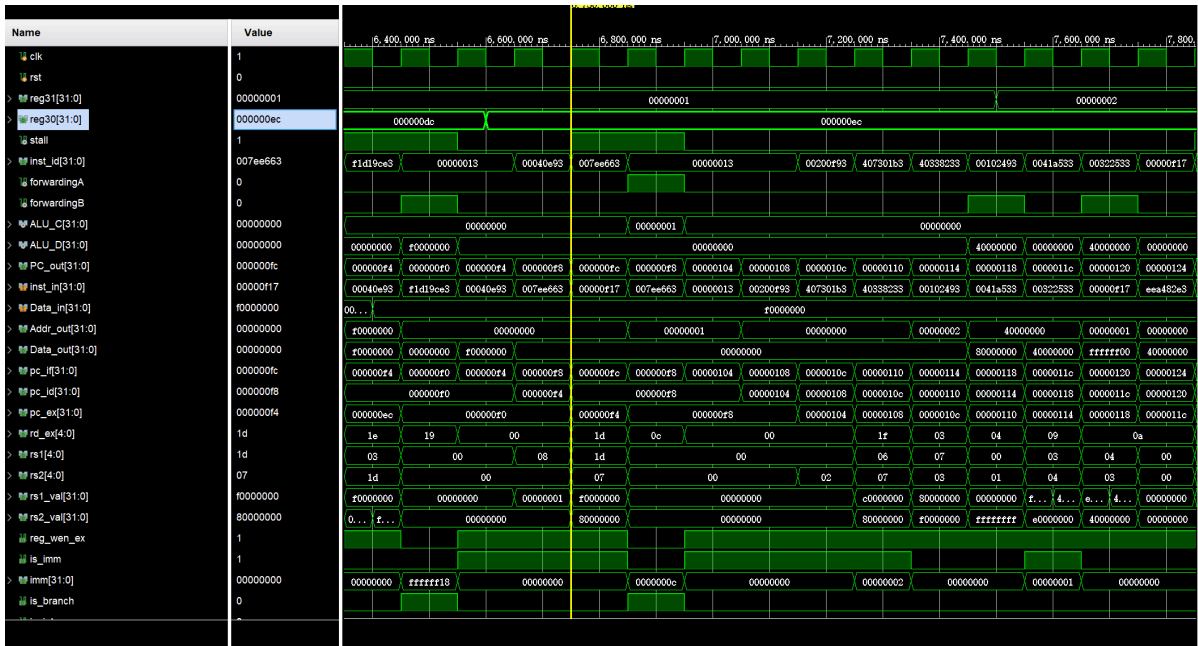 Name Value
6,400,000 ns 6,600,000 ns 6,800,000 ns 7,000,000 ns 7,200,000 ns 7,400,000 ns 7,600,000 ns 7,800.
clk 1
rst 0
reg31[31:0] 00000001 00000001 00000002
reg30[31:0] 000000ec 000000dc 000000ec
stall 1
inst_id[31:0] 007ee663 f1d19ce3 00000013 00040e93 007ee663 00000013 00200f93 407301b3 40338233 00102493 0041a533 00322533 00000f17
forwardingA 0
forwardingB 0
ALU_C[31:0] 00000000 00000000 00000001 00000000
ALU_D[31:0] 00000000 00000000 f0000000 00000000 40000000 00000000 40000000 00000000
PC_out[31:0] 000000fc 000000f4 000000f0 000000f4 000000f8 000000fc 000000f8 00000104 00000108 0000010c 00000110 00000114 00000118 0000011c 00000120 00000124
inst_in[31:0] 00000f17 00040e93 f1d19ce3 00040e93 007ee663 00000f17 007ee663 00000013 00200f93 407301b3 40338233 00102493 0041a533 00322533 00000f17 eea482e3
Data_in[31:0] f0000000 00... f0000000
Addr_out[31:0] 00000000 f0000000 00000000 00000001 00000000 00000002 40000000 00000001 00000000
Data_out[31:0] 00000000 f0000000 00000000 f0000000 00000000 80000000 40000000 ffffff00 40000000
pc_if[31:0] 000000fc 000000f4 000000f0 000000f4 000000f8 000000fc 000000f8 00000104 00000108 0000010c 00000110 00000114 00000118 0000011c 00000120 00000124
pc_id[31:0] 000000f8 000000f0 000000f4 000000f8 00000104 00000108 0000010c 00000110 00000114 00000118 0000011c 00000120
pc_ex[31:0] 000000f4 000000ec 000000f0 000000f4 000000f8 00000104 00000108 0000010c 00000110 00000114 00000118 0000011c
rd_ex[4:0] 1d 1e 19 00 1d 0c 00 1f 03 04 09 0a
rs1[4:0] 1d 03 00 08 1d 00 06 07 00 03 04 00
rs2[4:0] 07 1d 00 07 00 02 07 03 01 04 03 00
rs1_val[31:0] f0000000 f0000000 00000000 00000001 f0000000 00000000 c0000000 80000000 00000000 f... 4... e... 4... 00000000
rs2_val[31:0] 80000000 0... f... 00000000 80000000 00000000 80000000 f0000000 ffffffff e0000000 40000000 00000000
reg_wen_ex 1
is_imm 1
imm[31:0] 00000000 00000000 ffffff18 00000000 0000000c 00000000 00000002 00000000 00000001 00000000
is_branch 0